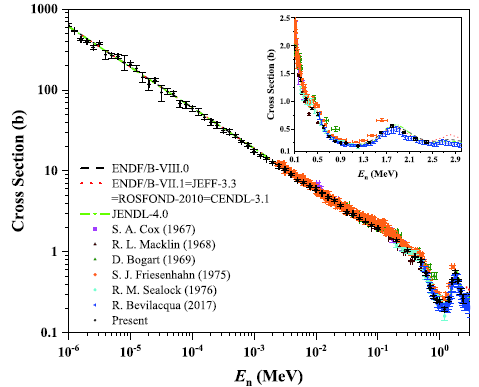 1000
100
10
1
0.1
Cross Section (b)
10⁻⁶
10⁻⁵
10⁻⁴
10⁻³
10⁻²
10⁻¹
10⁰
Eₙ (MeV)
ENDF/B-VIII.0
ENDF/B-VII.1=JEFF-3.3
=ROSFOND-2010=CENDL-3.1
JENDL-4.0
S. A. Cox (1967)
R. L. Macklin (1968)
D. Bogart (1969)
S. J. Friesenhahn (1975)
R. M. Sealock (1976)
R. Bevilacqua (2017)
Present
2.5
2.0
1.5
1.0
0.5
0.1
Cross Section (b)
0.1 0.5 0.9 1.3 1.7 2.1 2.5 2.9
Eₙ (MeV)